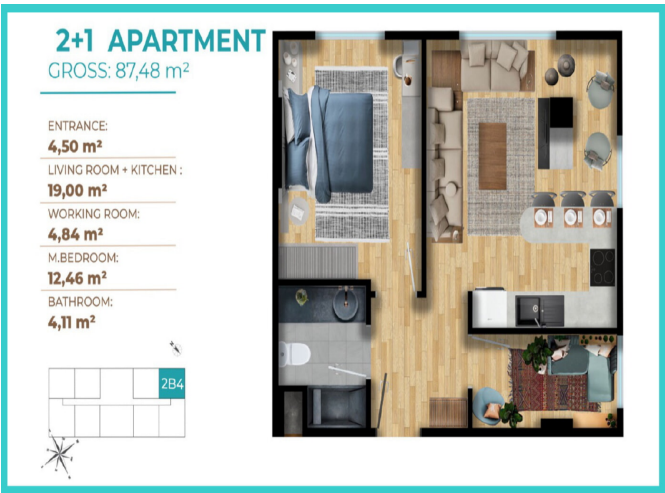 2+1 APARTMENT
GROSS: 87,48 m²
ENTRANCE:
4,50 m²
LIVING ROOM + KITCHEN :
19,00 m²
WORKING ROOM:
4,84 m²
M.BEDROOM:
12,46 m²
BATHROOM:
4,11 m²
2B4